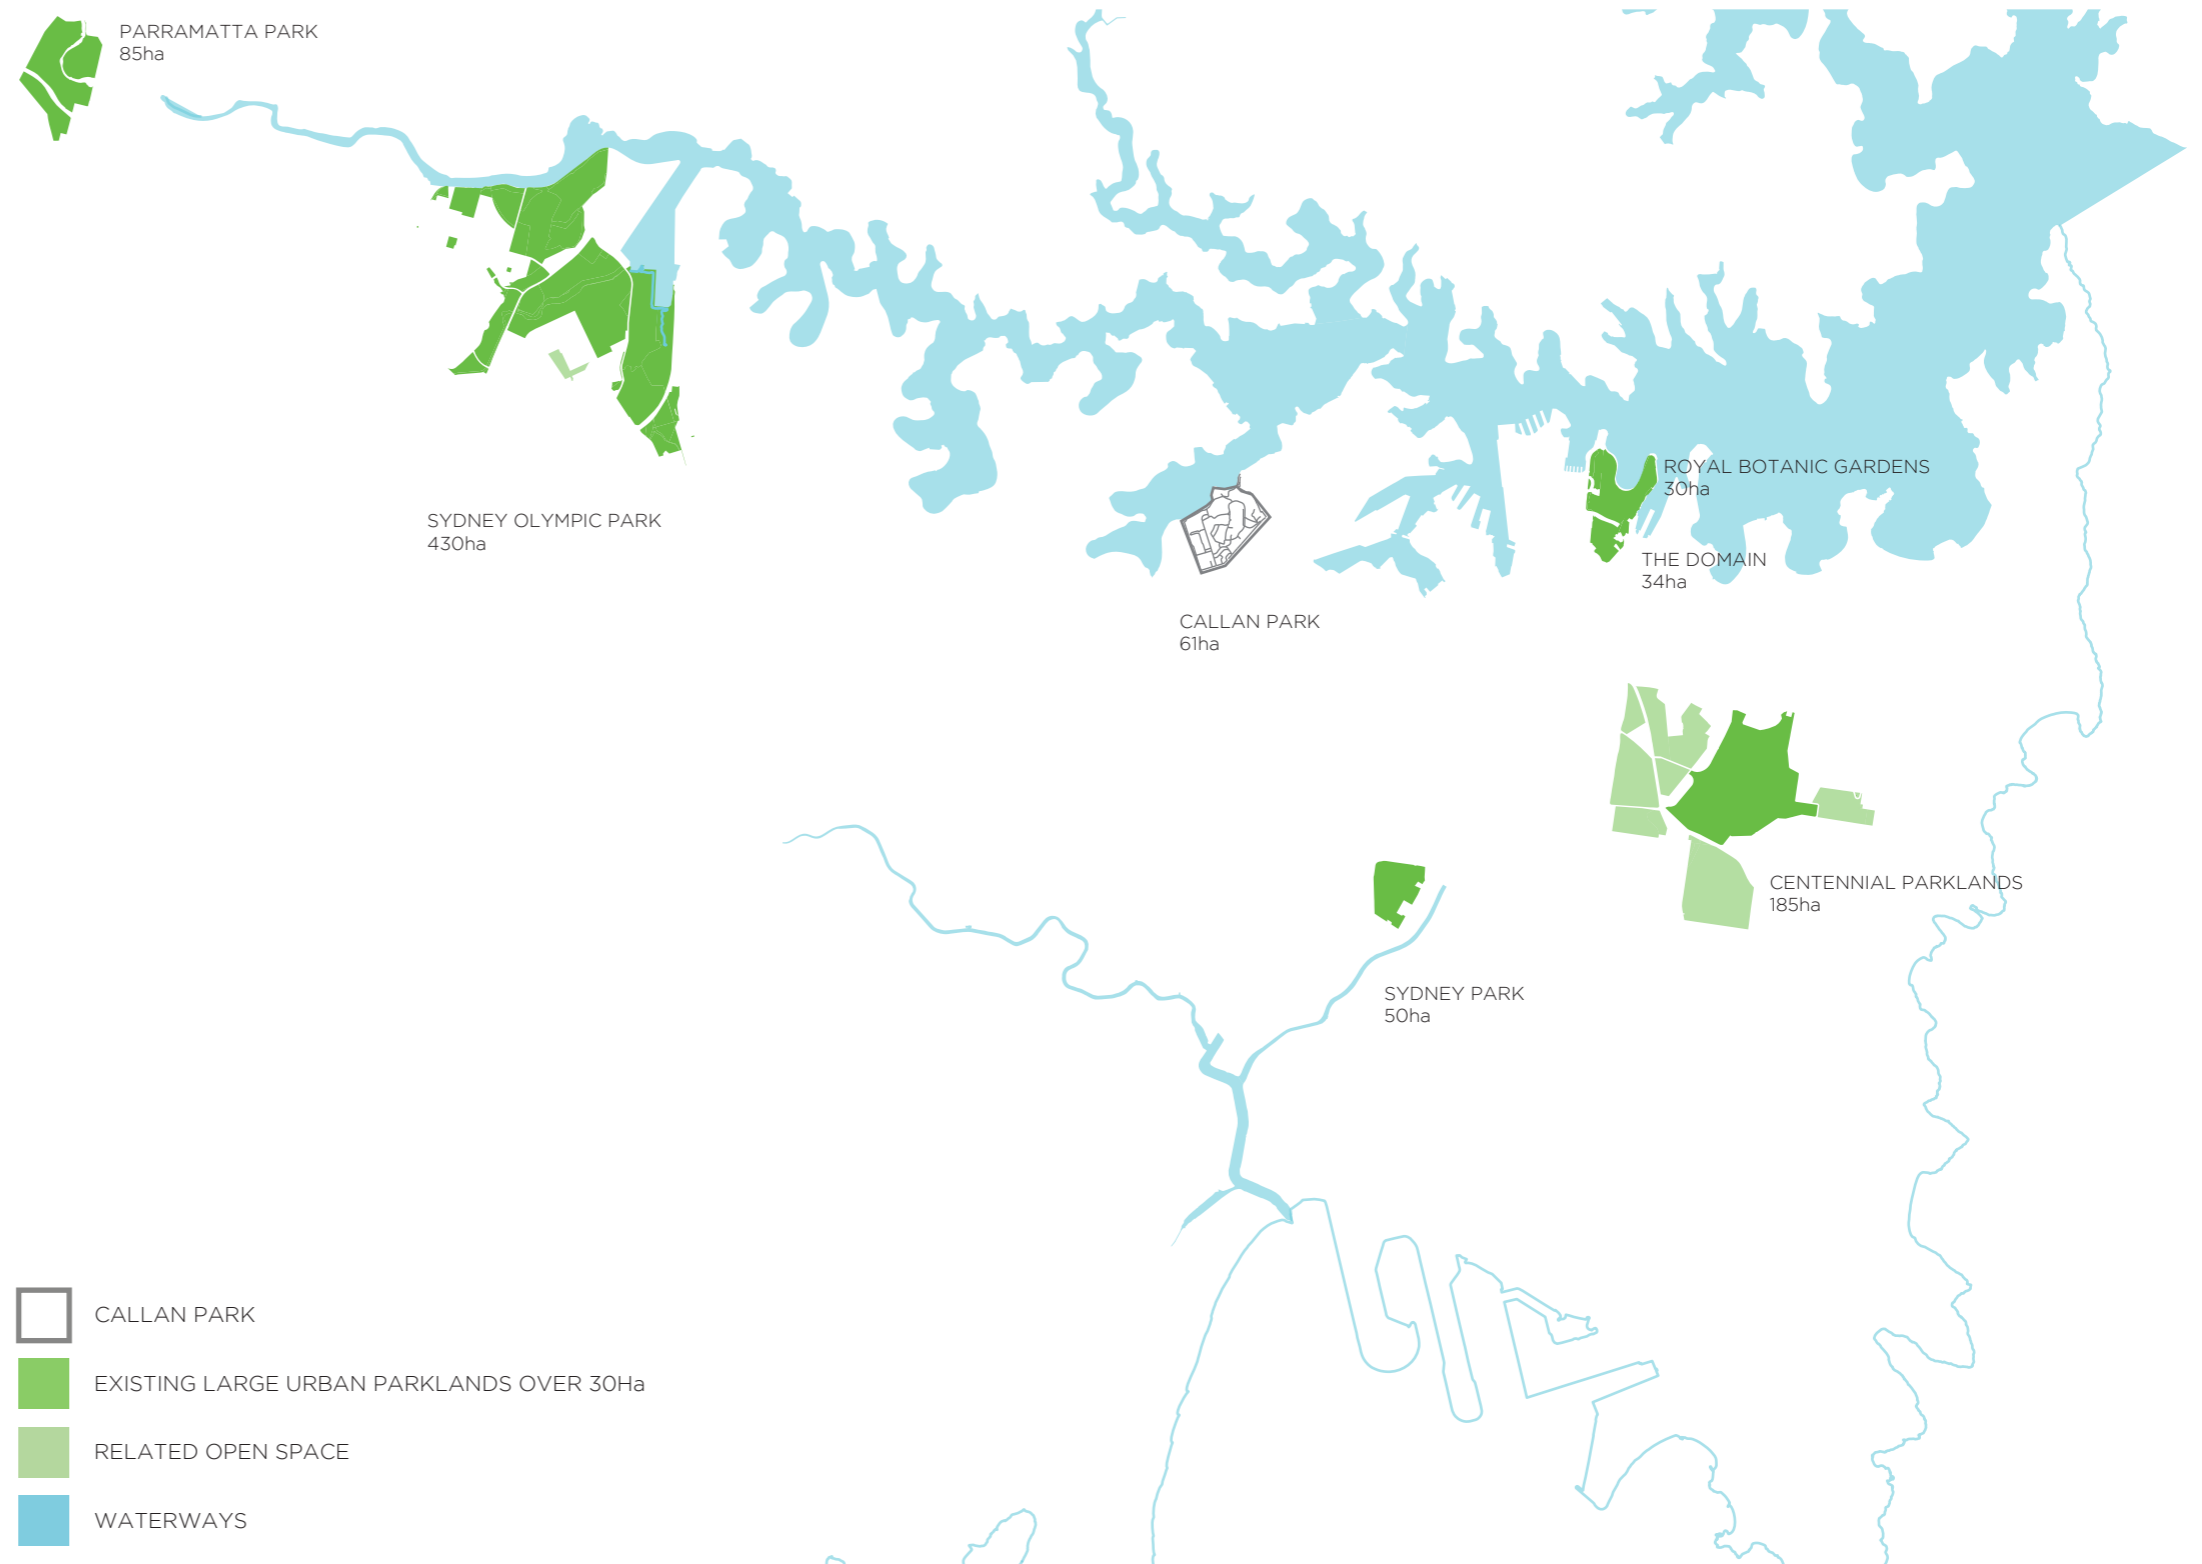 PARRAMATTA PARK
85ha
SYDNEY OLYMPIC PARK
430ha
ROYAL BOTANIC GARDENS
30ha
THE DOMAIN
34ha
CALLAN PARK
61ha
CENTENNIAL PARKLANDS
185ha
SYDNEY PARK
50ha
CALLAN PARK
EXISTING LARGE URBAN PARKLANDS OVER 30Ha
RELATED OPEN SPACE
WATERWAYS